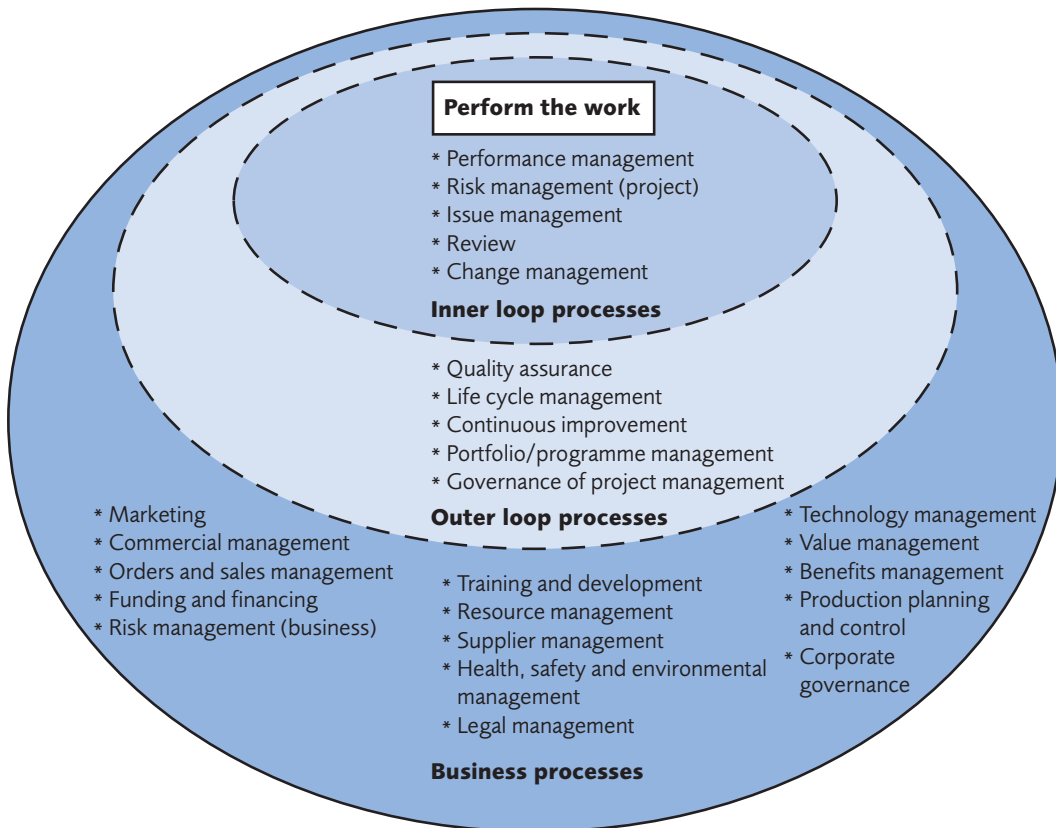 Perform the work
* Performance management
* Risk management (project)
* Issue management
* Review
* Change management
Inner loop processes
* Quality assurance
* Life cycle management
* Continuous improvement
* Portfolio/programme management
* Governance of project management
Outer loop processes
* Marketing
* Commercial management
* Orders and sales management
* Funding and financing
* Risk management (business)
* Training and development
* Resource management
* Supplier management
* Health, safety and environmental
management
* Legal management
* Technology management
* Value management
* Benefits management
* Production planning
and control
* Corporate
governance
Business processes